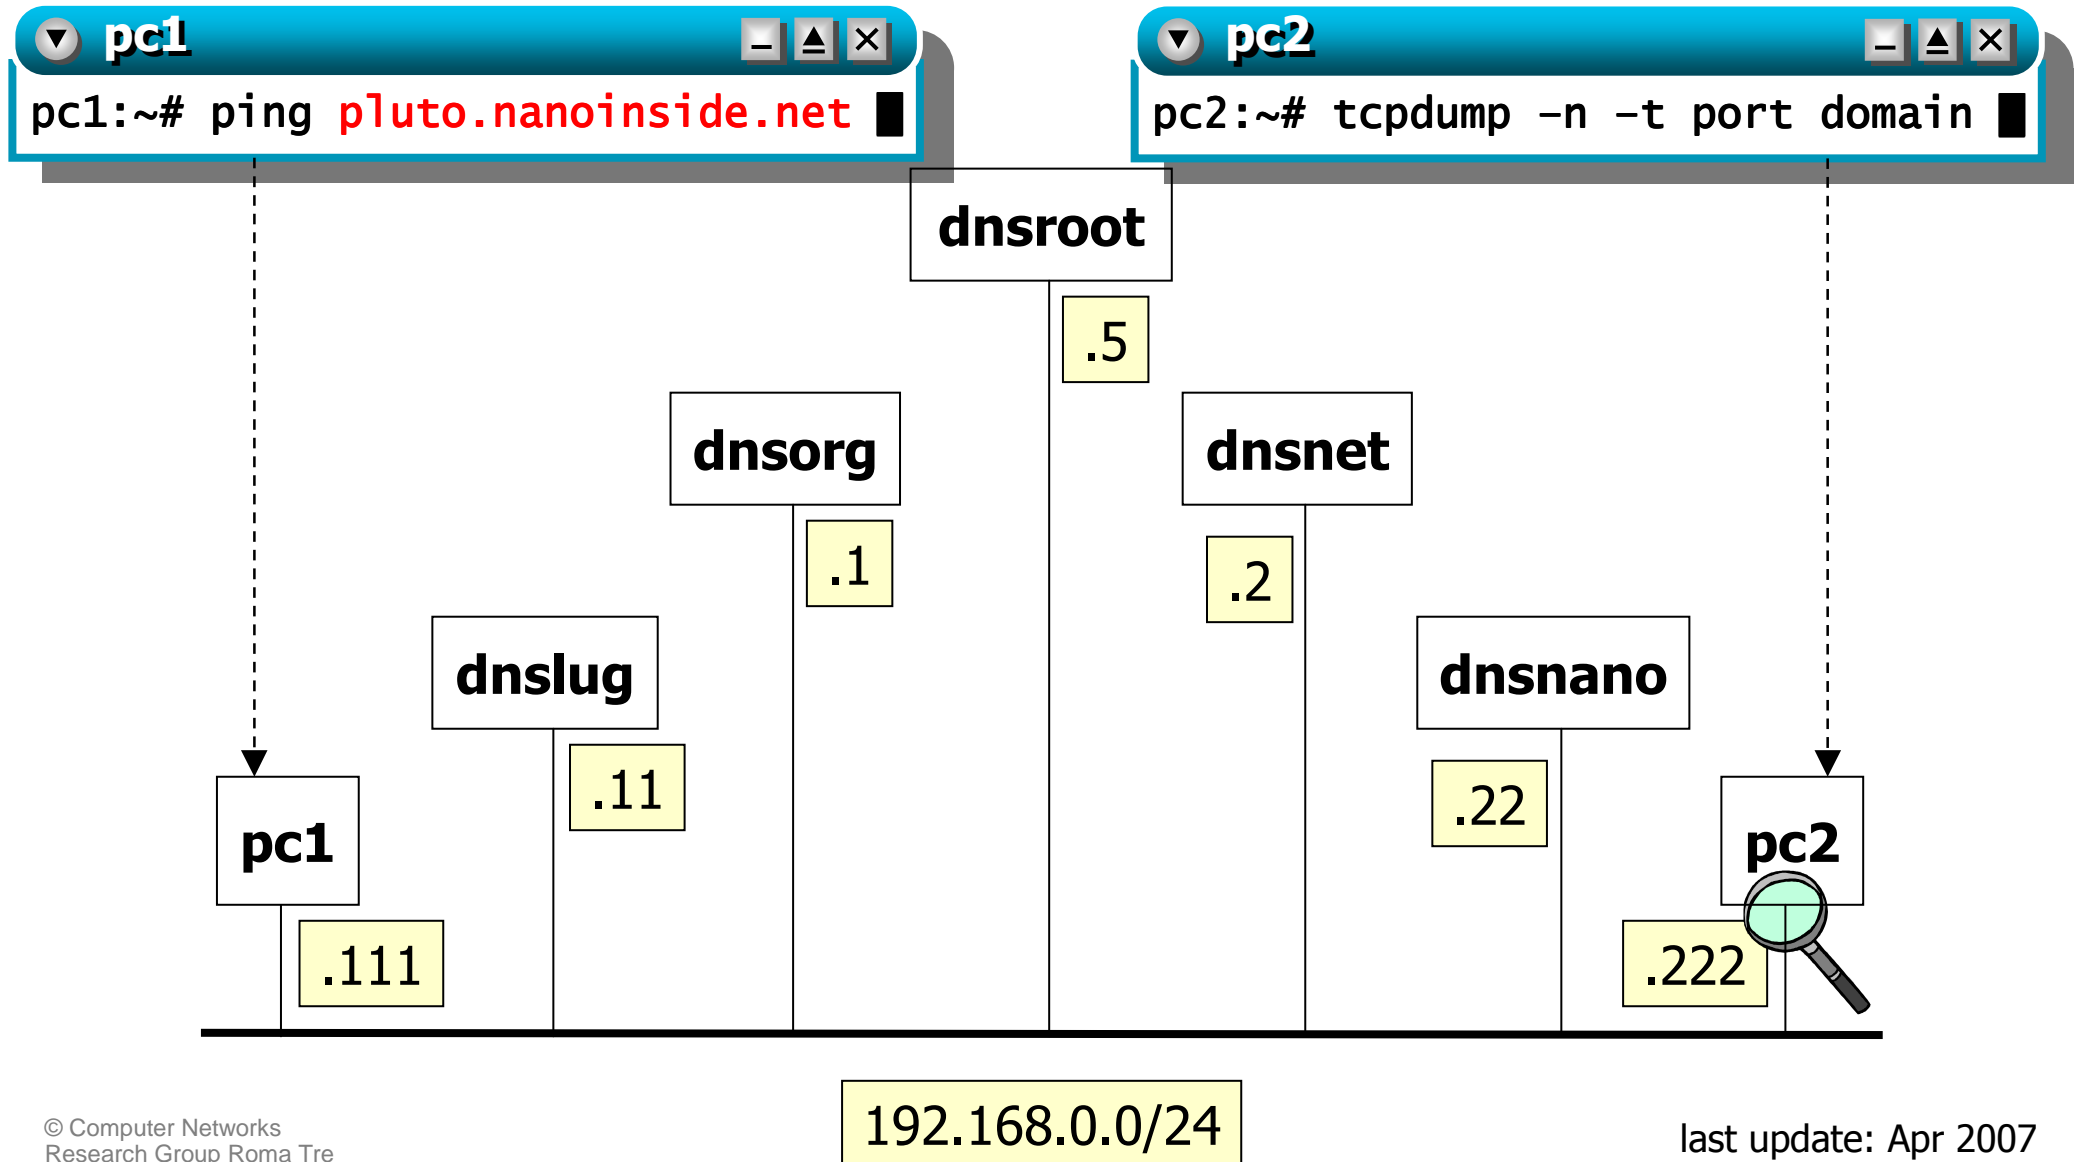 pc1
pc1:~# ping pluto.nanoinside.net
pc2
pc2:~# tcpdump –n –t port domain
dnsroot
.5
dnsorg
dnsnet
.1
.2
dnslug
dnsnano
.11
.22
pc1
pc2
.111
.222
192.168.0.0/24
© Computer Networks
Research Group Roma Tre
last update: Apr 2007